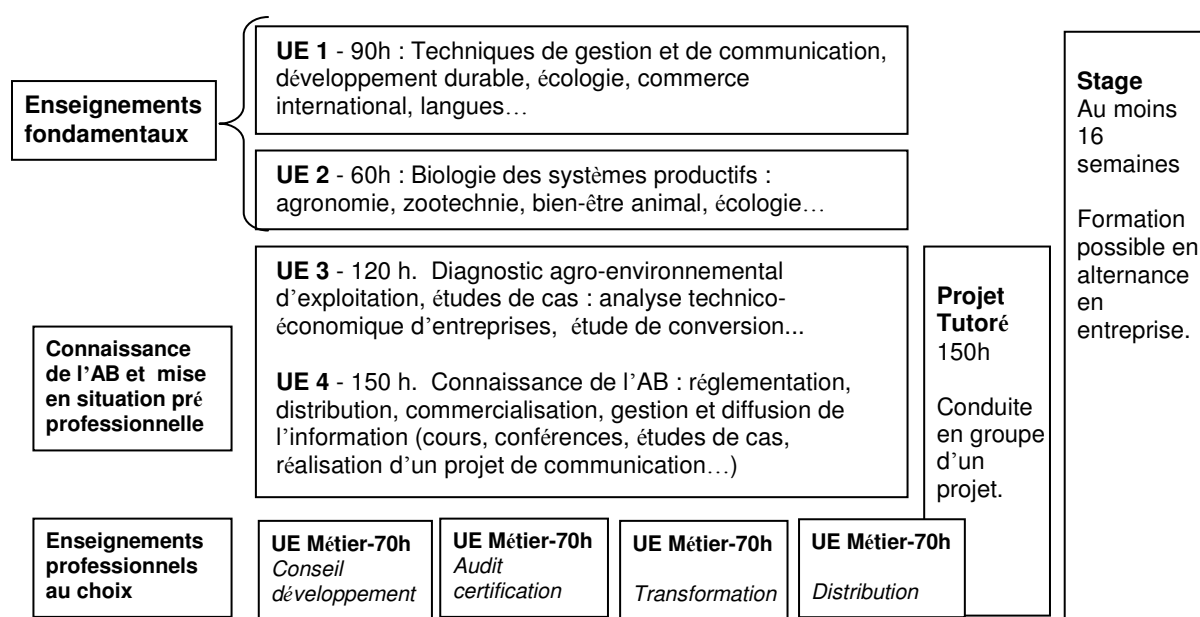 Enseignements
fondamentaux
UE 1 - 90h : Techniques de gestion et de communication,
développement durable, écologie, commerce
international, langues…
UE 2 - 60h : Biologie des systèmes productifs :
agronomie, zootechnie, bien-être animal, écologie…
Connaissance
de l’AB et mise
en situation pré
professionnelle
UE 3 - 120 h. Diagnostic agro-environnemental
d’exploitation, études de cas : analyse technico-
économique d’entreprises, étude de conversion...
UE 4 - 150 h. Connaissance de l’AB : réglementation,
distribution, commercialisation, gestion et diffusion de
l’information (cours, conférences, études de cas,
réalisation d’un projet de communication…)
Projet
Tutoré
150h
Conduite
en groupe
d’un
projet.
Stage
Au moins
16
semaines
Formation
possible en
alternance
en
entreprise.
Enseignements
professionnels
au choix
UE Métier-70h
Conseil
développement
UE Métier-70h
Audit
certification
UE Métier-70h
Transformation
UE Métier-70h
Distribution